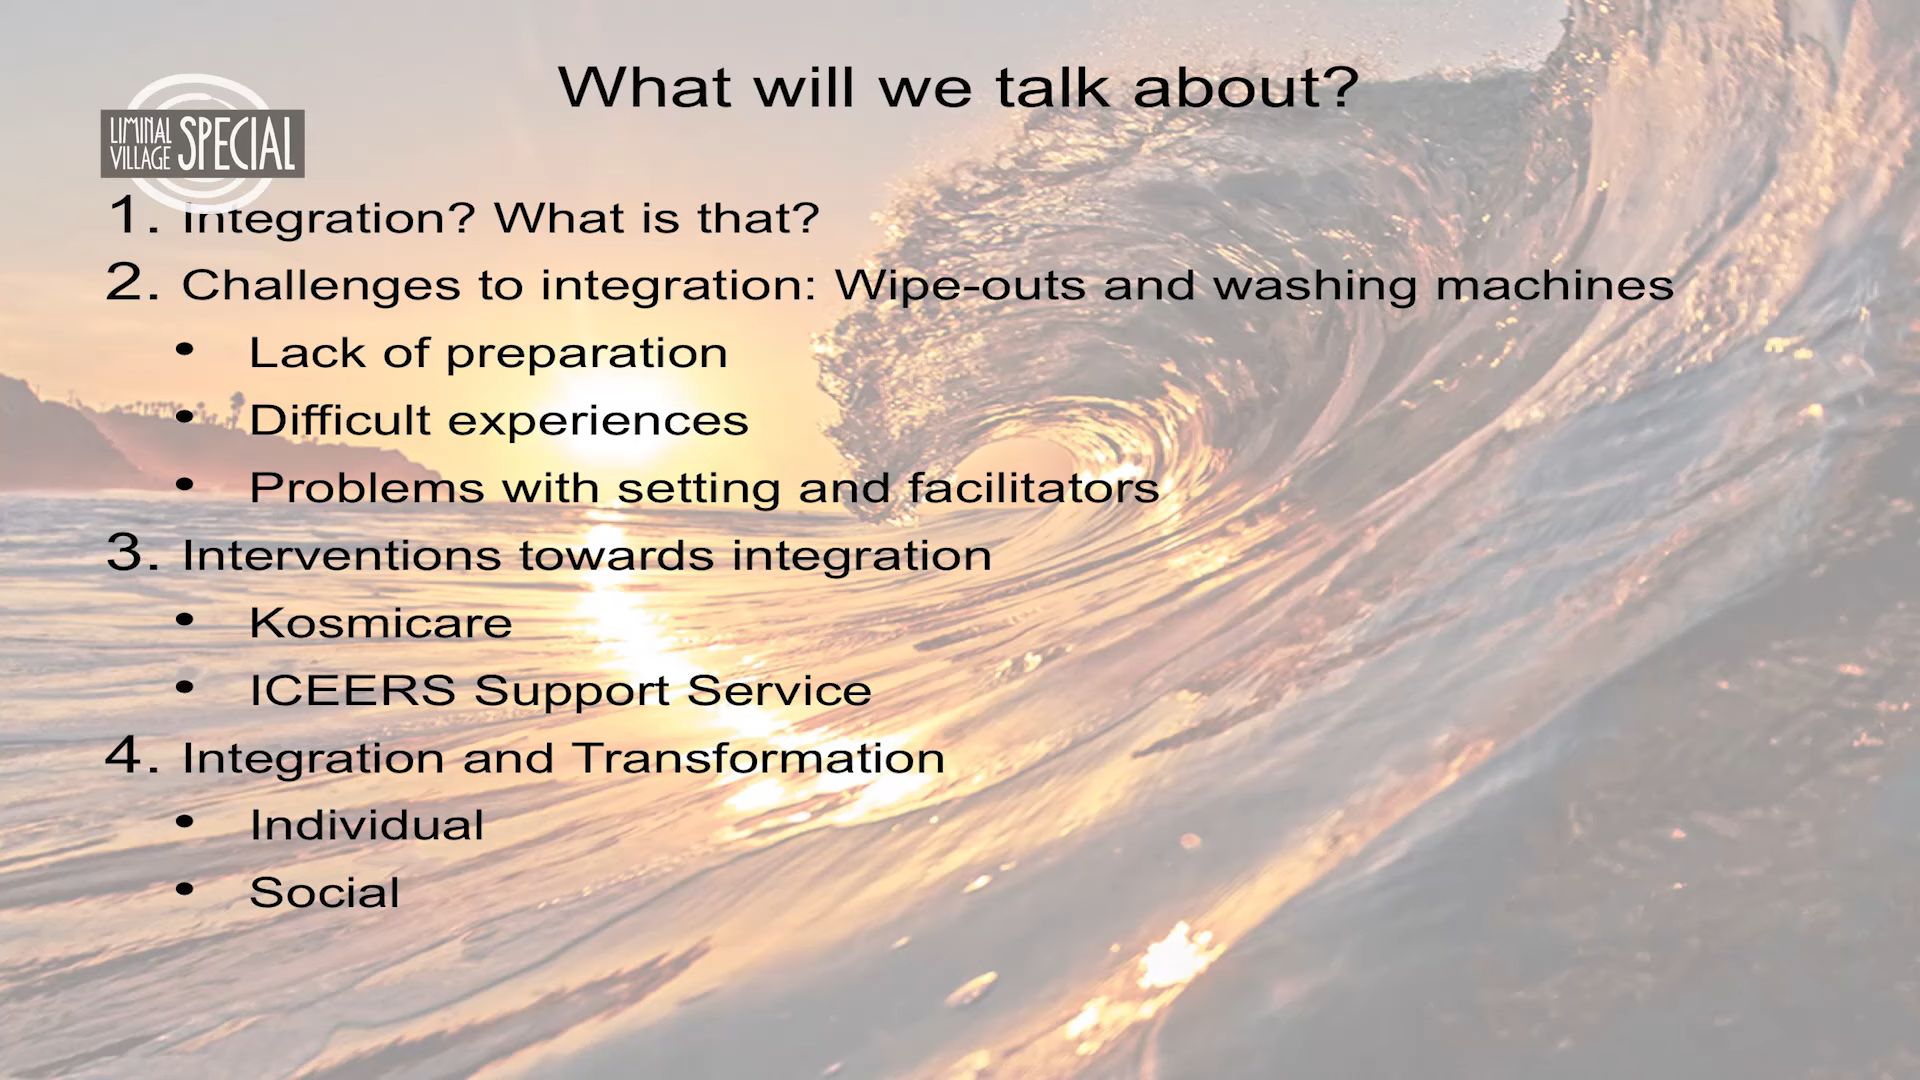 What will we talk about?
LIMINAL
VILLAGE SPECIAL
1. Integration? What is that?
2. Challenges to integration: Wipe-outs and washing machines
• Lack of preparation
• Difficult experiences
• Problems with setting and facilitators
3. Interventions towards integration
• Kosmicare
• ICEERS Support Service
4. Integration and Transformation
• Individual
• Social